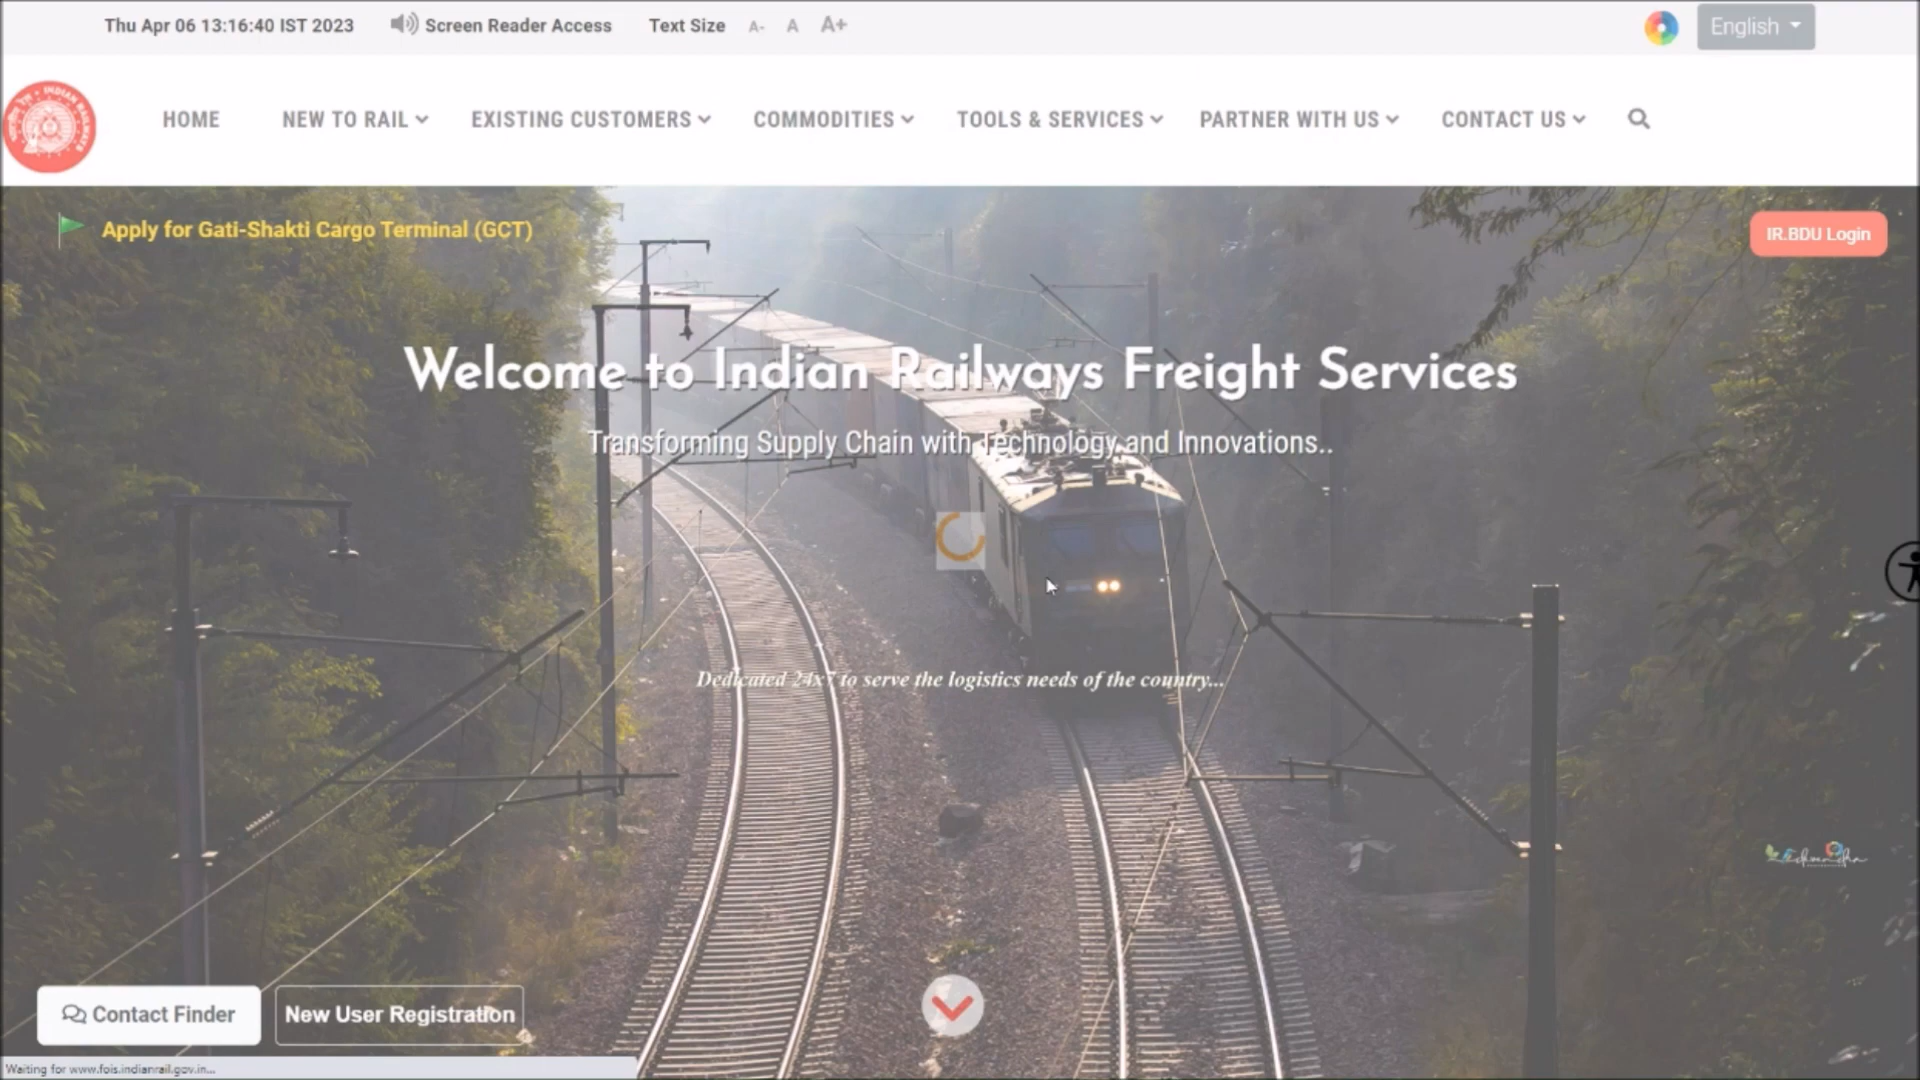 Thu Apr 06 13:16:40 IST 2023 Screen Reader Access Text Size A- A A+ English
HOME NEW TO RAIL EXISTING CUSTOMERS COMMODITIES TOOLS & SERVICES PARTNER WITH US CONTACT US
INDIAN RAILWAYS
Apply for Gati-Shakti Cargo Terminal (GCT)
IR.BDU Login
Welcome to Indian Railways Freight Services
Transforming Supply Chain with Technology and Innovations..
Dedicated 24x7 to serve the logistics needs of the country...
Contact Finder New User Registration
Waiting for www.fois.indianrail.gov.in...